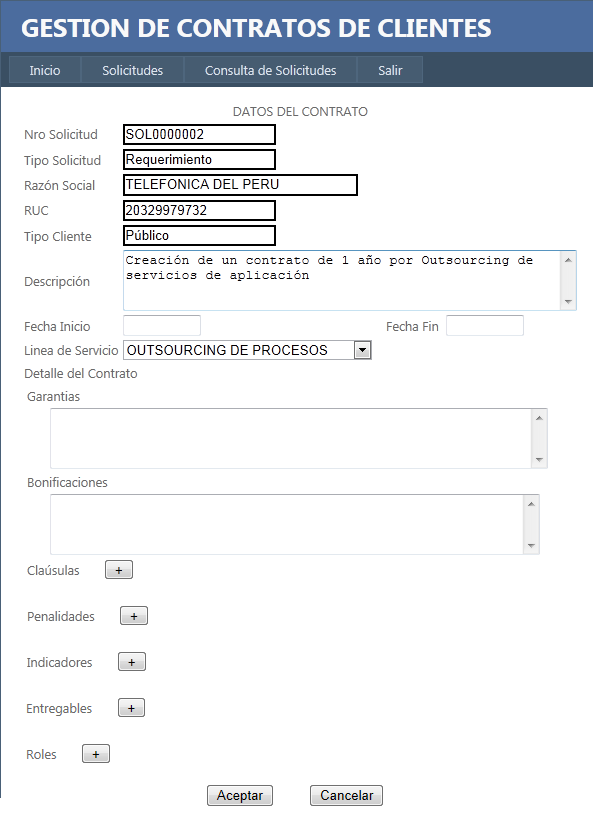 GESTION DE CONTRATOS DE CLIENTES
Inicio Solicitudes Consulta de Solicitudes Salir
DATOS DEL CONTRATO
Nro Solicitud SOL0000002
Tipo Solicitud Requerimiento
Razón Social TELEFONICA DEL PERU
RUC 20329979732
Tipo Cliente Público
Descripción Creación de un contrato de 1 año por Outsourcing de
servicios de aplicación
Fecha Inicio Fecha Fin
Linea de Servicio OUTSOURCING DE PROCESOS
Detalle del Contrato
Garantias
Bonificaciones
Claúsulas +
Penalidades +
Indicadores +
Entregables +
Roles +
Aceptar Cancelar